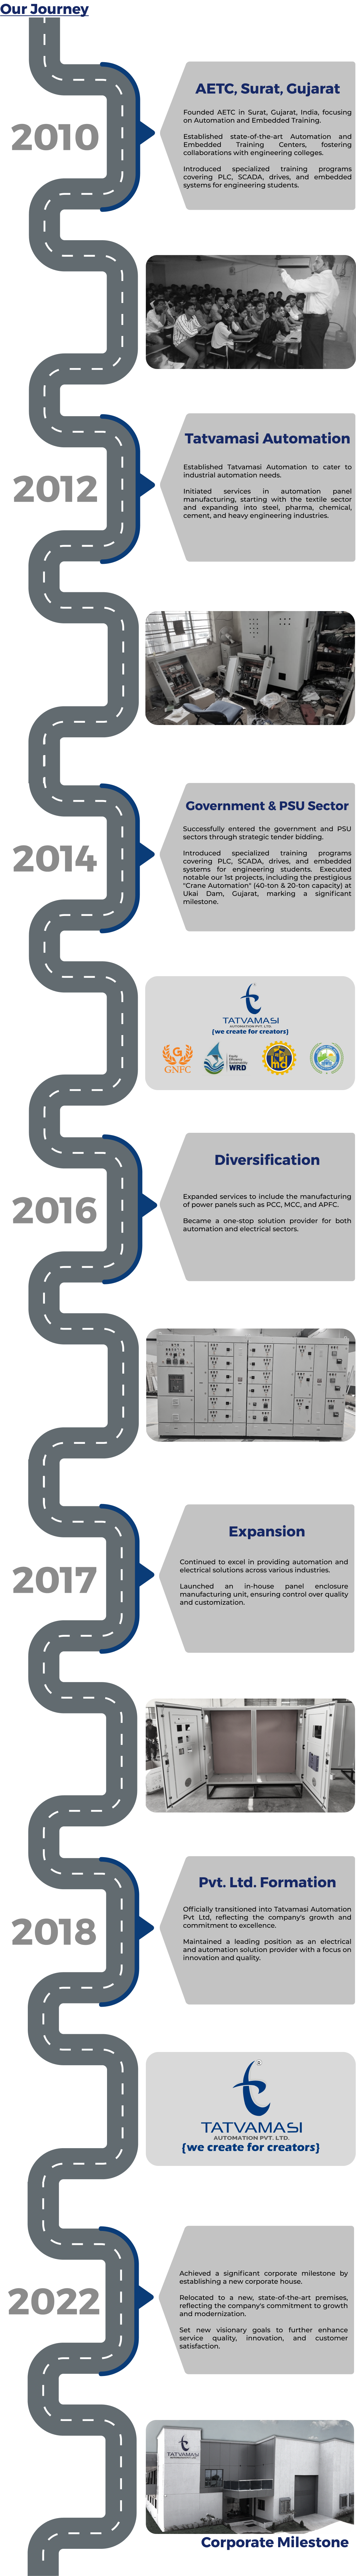 Our Journey
2010
AETC, Surat, Gujarat
Founded AETC in Surat, Gujarat, India, focusing
on Automation and Embedded Training.
Established state-of-the-art Automation and
Embedded Training Centers, fostering
collaborations with engineering colleges.
Introduced specialized training programs
covering PLC, SCADA, drives, and embedded
systems for engineering students.
2012
Tatvamasi Automation
Established Tatvamasi Automation to cater to
industrial automation needs.
Initiated services in automation panel
manufacturing, starting with the textile sector
and expanding into steel, pharma, chemical,
cement, and heavy engineering industries.
2014
Government & PSU Sector
Successfully entered the government and PSU
sectors through strategic tender bidding.
Introduced specialized training programs
covering PLC, SCADA, drives, and embedded
systems for engineering students. Executed
notable our 1st projects, including the prestigious
"Crane Automation" (40-ton & 20-ton capacity) at
Ukai Dam, Gujarat, marking a significant
milestone.
TATVAMASI
AUTOMATION PVT. LTD.
(we create for creators)
GNFC
WRD
2016
Diversification
Expanded services to include the manufacturing
of power panels such as PCC, MCC, and APFC.
Became a one-stop solution provider for both
automation and electrical sectors.
2017
Expansion
Continued to excel in providing automation and
electrical solutions across various industries.
Launched an in-house panel enclosure
manufacturing unit, ensuring control over quality
and customization.
2018
Pvt. Ltd. Formation
Officially transitioned into Tatvamasi Automation
Pvt Ltd, reflecting the company's growth and
commitment to excellence.
Maintained a leading position as an electrical
and automation solution provider with a focus on
innovation and quality.
®
TATVAMASI
AUTOMATION PVT. LTD.
(we create for creators)
2022
Achieved a significant corporate milestone by
establishing a new corporate house.
Relocated to a new, state-of-the-art premises,
reflecting the company's commitment to growth
and modernization.
Set new visionary goals to further enhance
service quality, innovation, and customer
satisfaction.
TATVAMASI
Corporate Milestone